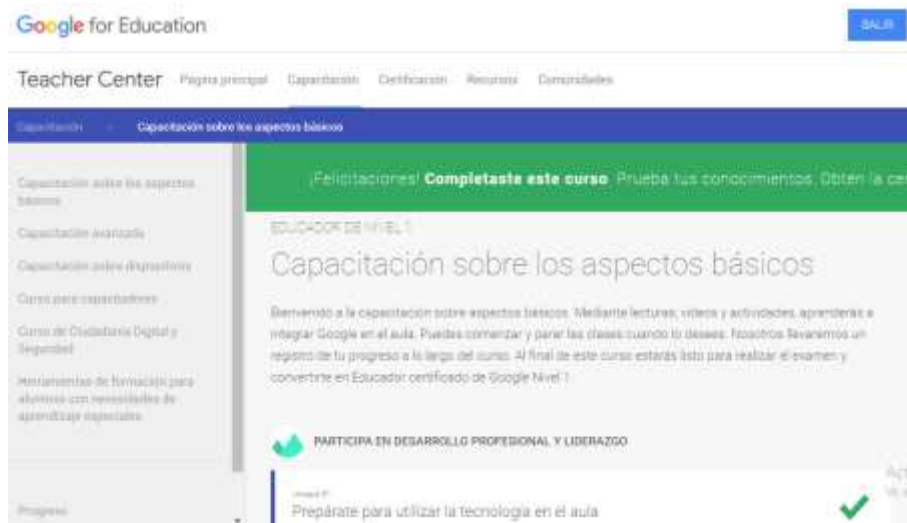 Google for Education
SALIR
Teacher Center Página principal Capacitación Certificación Recursos Comunidades
Capacitación Capacitación sobre los aspectos básicos
¡Felicitaciones! Completaste este curso. Prueba tus conocimientos. Obtén la
Capacitación sobre los aspectos
básicos
Capacitación avanzada
Capacitación sobre dispositivos
Curso para capacitadores
Curso de Ciudadanía Digital y
Seguridad
Herramientas de formación para
alumnos con necesidades de
aprendizaje especiales
Progreso
EDUCADOR DE NIVEL 1
Capacitación sobre los aspectos básicos
Bienvenido a la capacitación sobre aspectos básicos. Mediante lecturas, videos y actividades, aprenderás a
integrar Google en el aula. Puedes comenzar y parar las clases cuando lo desees. Nosotros llevaremos un
registro de tu progreso a lo largo del curso. Al final de este curso estarás listo para realizar el examen y
convertirte en Educador certificado de Google Nivel 1.
PARTICIPA EN DESARROLLO PROFESIONAL Y LIDERAZGO
Prepárate para utilizar la tecnología en el aula